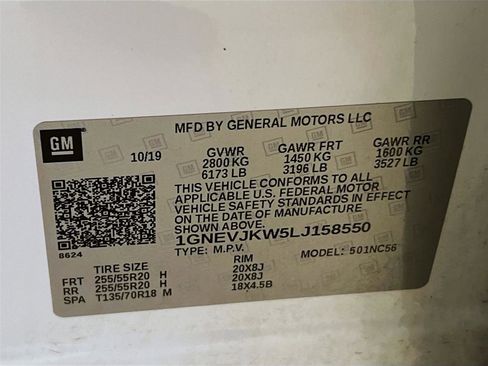 GM
MFD BY GENERAL MOTORS LLC
10/19 GVWR GAWR FRT GAWR RR
2800 KG 1450 KG 1600 KG
6173 LB 3196 LB 3527 LB
THIS VEHICLE CONFORMS TO ALL
APPLICABLE U.S. FEDERAL MOTOR
VEHICLE SAFETY STANDARDS IN EFFECT
ON THE DATE OF MANUFACTURE
SHOWN ABOVE.
1GNEVJKW5LJ158550
8624 TYPE: M.P.V. MODEL: 501NC56
TIRE SIZE RIM
FRT 255/55R20 H 20X8J
RR 255/55R20 H 20X8J
SPA T135/70R18 M 18X4.5B